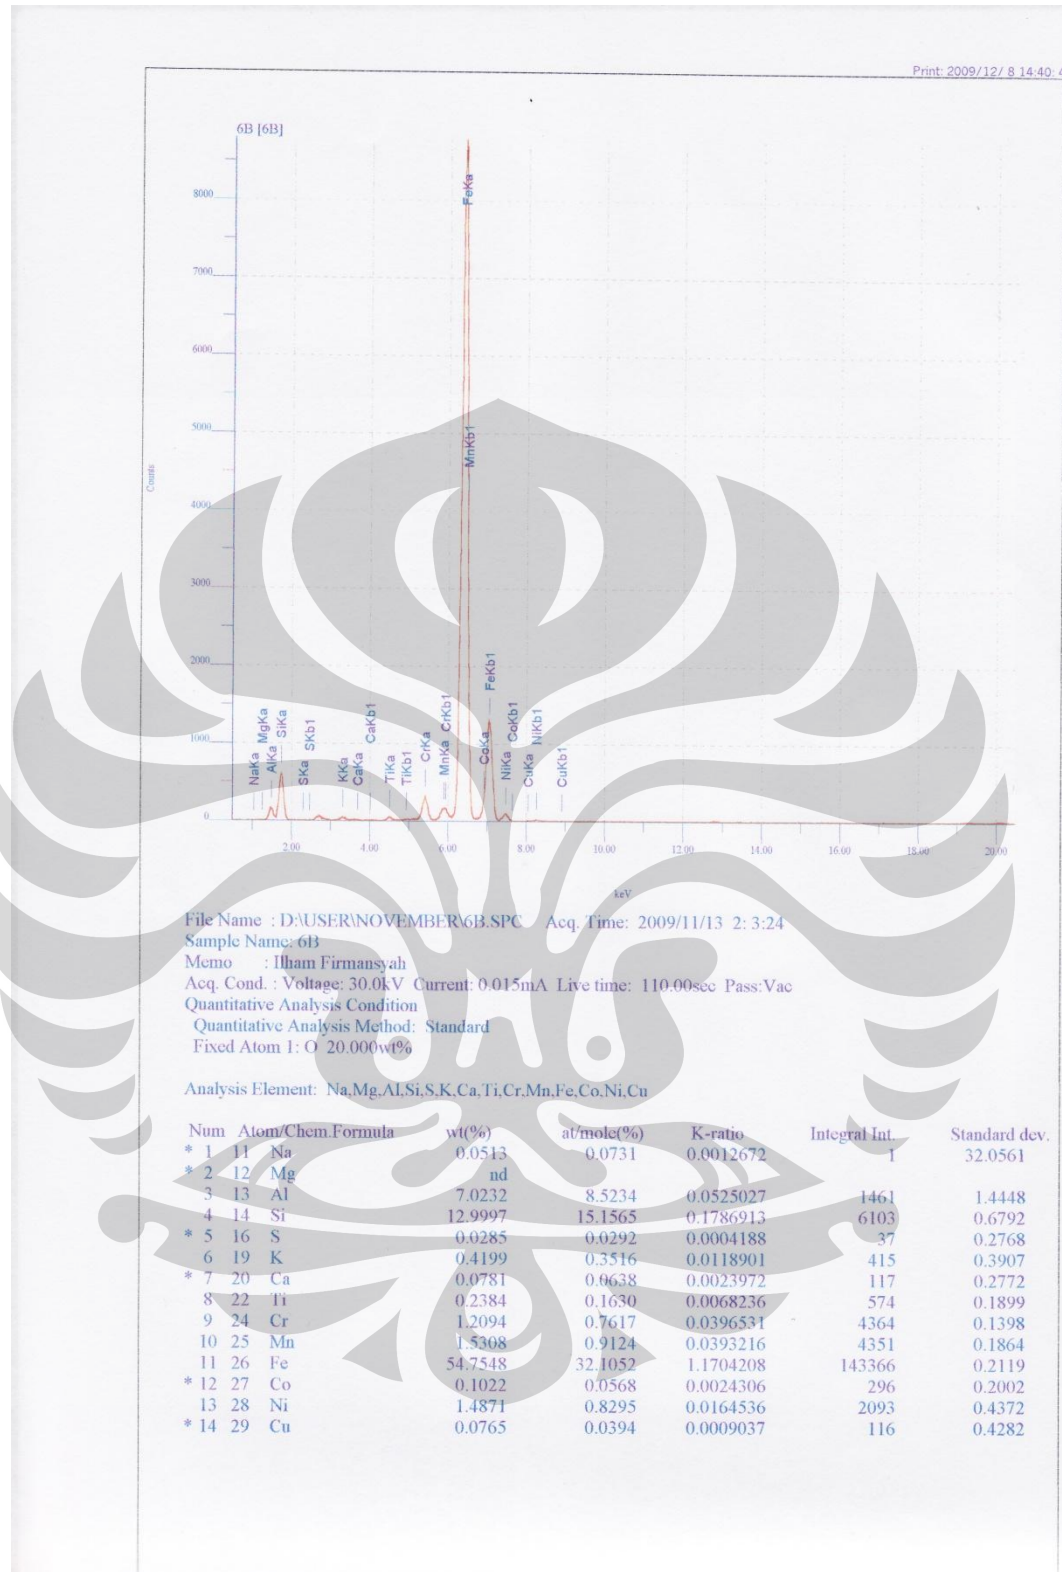 Print: 2009/12/ 8 14:40: 4
6B [6B]
8000
7000
6000
5000
4000
3000
2000
1000
0
Counts
FeKa
MnKb1
NaKa
MgKa
AlKa
SiKa
SKa
SKb1
KKa
CaKa
CaKb1
TiKa
TiKb1
CrKa
MnKa
CrKb1
CoKa
FeKb1
NiKa
CoKb1
CuKa
NiKb1
CuKb1
2.00 4.00 6.00 8.00 10.00 12.00 14.00 16.00 18.00 20.00
keV
File Name : D:\USER\NOVEMBER\6B.SPC Acq. Time: 2009/11/13 2: 3:24
Sample Name: 6B
Memo : Ilham Firmansyah
Acq. Cond. : Voltage: 30.0kV Current: 0.015mA Live time: 110.00sec Pass:Vac
Quantitative Analysis Condition
Quantitative Analysis Method: Standard
Fixed Atom 1: O 20.000wt%
Analysis Element: Na,Mg,Al,Si,S,K,Ca,Ti,Cr,Mn,Fe,Co,Ni,Cu
Num Atom/Chem.Formula wt(%) at/mole(%) K-ratio Integral Int. Standard dev.
* 1 11 Na 0.0513 0.0731 0.0012672 1 32.0561
* 2 12 Mg nd
3 13 Al 7.0232 8.5234 0.0525027 1461 1.4448
4 14 Si 12.9997 15.1565 0.1786913 6103 0.6792
* 5 16 S 0.0285 0.0292 0.0004188 37 0.2768
6 19 K 0.4199 0.3516 0.0118901 415 0.3907
* 7 20 Ca 0.0781 0.0638 0.0023972 117 0.2772
8 22 Ti 0.2384 0.1630 0.0068236 574 0.1899
9 24 Cr 1.2094 0.7617 0.0396531 4364 0.1398
10 25 Mn 1.5308 0.9124 0.0393216 4351 0.1864
11 26 Fe 54.7548 32.1052 1.1704208 143366 0.2119
* 12 27 Co 0.1022 0.0568 0.0024306 296 0.2002
13 28 Ni 1.4871 0.8295 0.0164536 2093 0.4372
* 14 29 Cu 0.0765 0.0394 0.0009037 116 0.4282